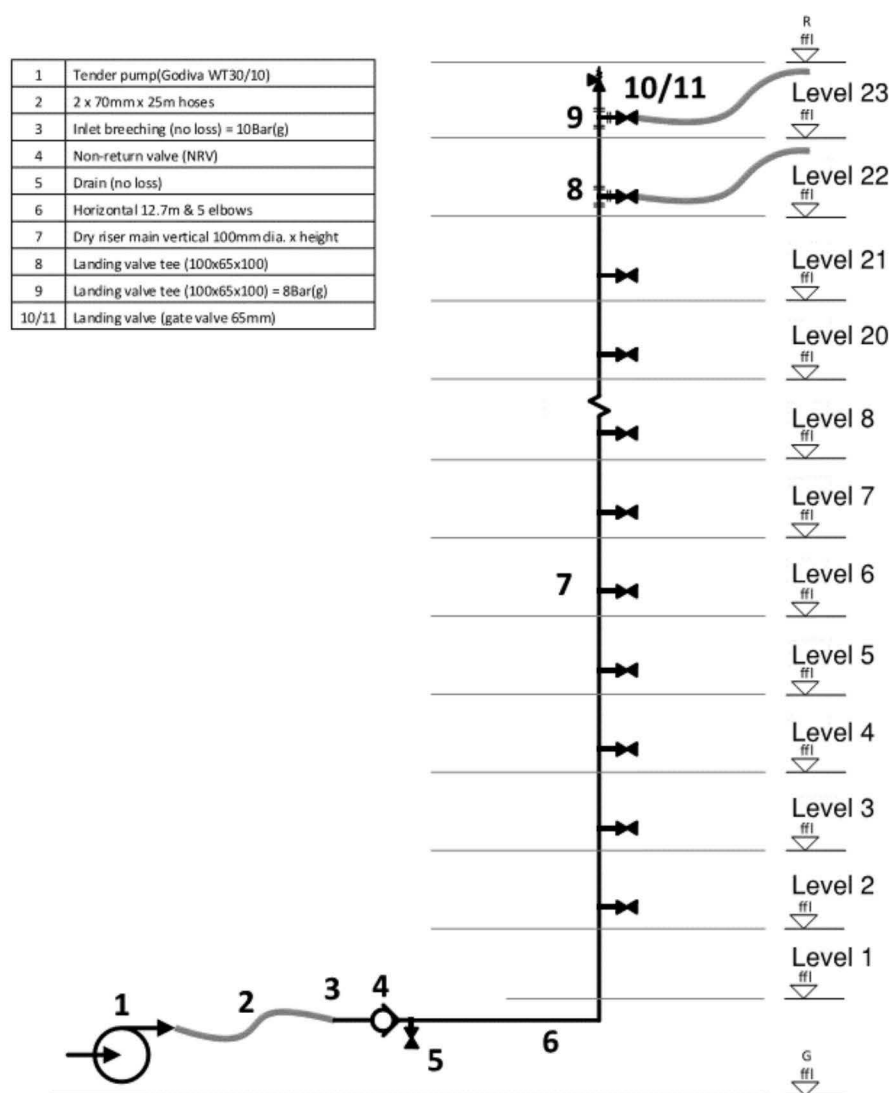 R
ffl
1 Tender pump(Godiva WT30/10)
2 2 x 70mm x 25m hoses
3 Inlet breeching (no loss) = 10Bar(g)
4 Non-return valve (NRV)
5 Drain (no loss)
6 Horizontal 12.7m & 5 elbows
7 Dry riser main vertical 100mm dia. x height
8 Landing valve tee (100x65x100)
9 Landing valve tee (100x65x100) = 8Bar(g)
10/11 Landing valve (gate valve 65mm)
10/11
Level 23
9
ffl
8
Level 22
ffl
Level 21
ffl
Level 20
ffl
Level 8
ffl
Level 7
ffl
7
Level 6
ffl
Level 5
ffl
Level 4
ffl
Level 3
ffl
Level 2
ffl
Level 1
ffl
1
2
3
4
5
6
G
ffl